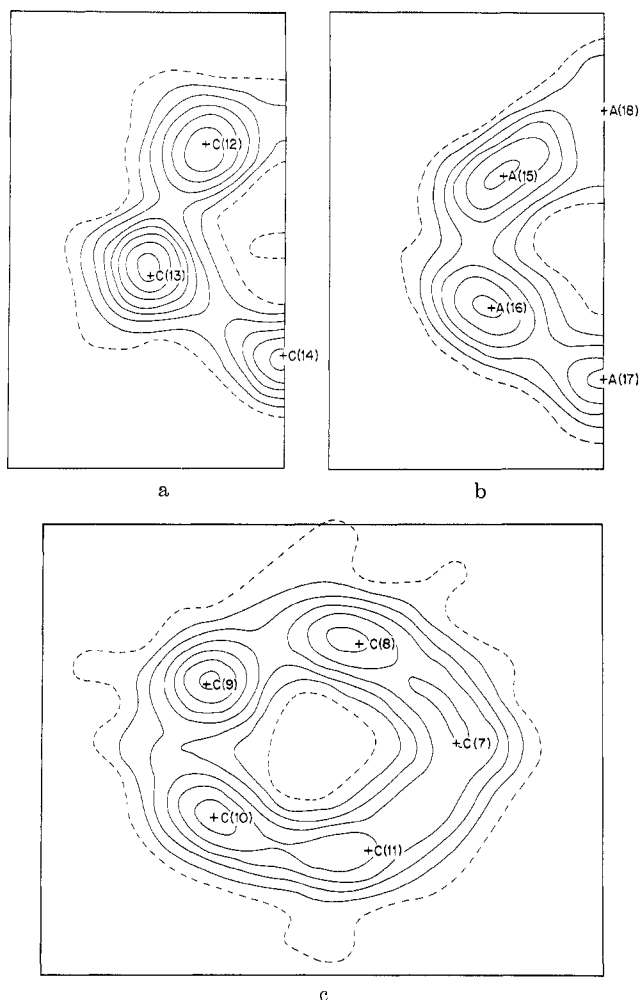 +C(12)
+C(13)
+C(14)
a
+A(18)
+A(15)
+A(16)
+A(17)
b
+C(8)
+C(9)
+C(7)
+C(10)
+C(11)
c